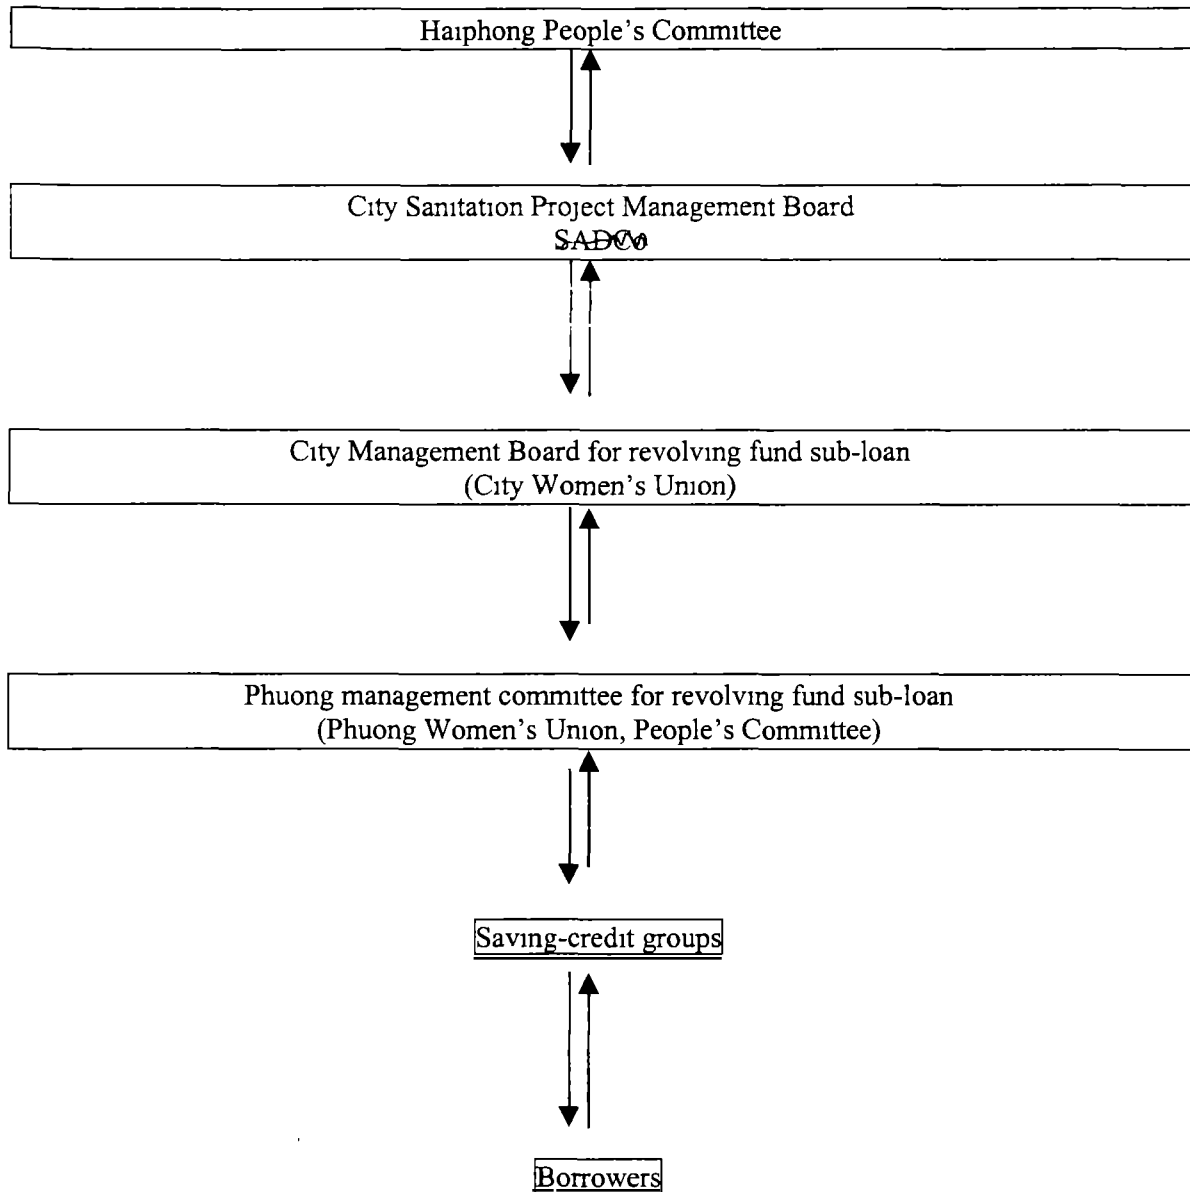 Haiphong People's Committee
City Sanitation Project Management Board
SADCo
City Management Board for revolving fund sub-loan
(City Women's Union)
Phuong management committee for revolving fund sub-loan
(Phuong Women's Union, People's Committee)
Saving-credit groups
Borrowers